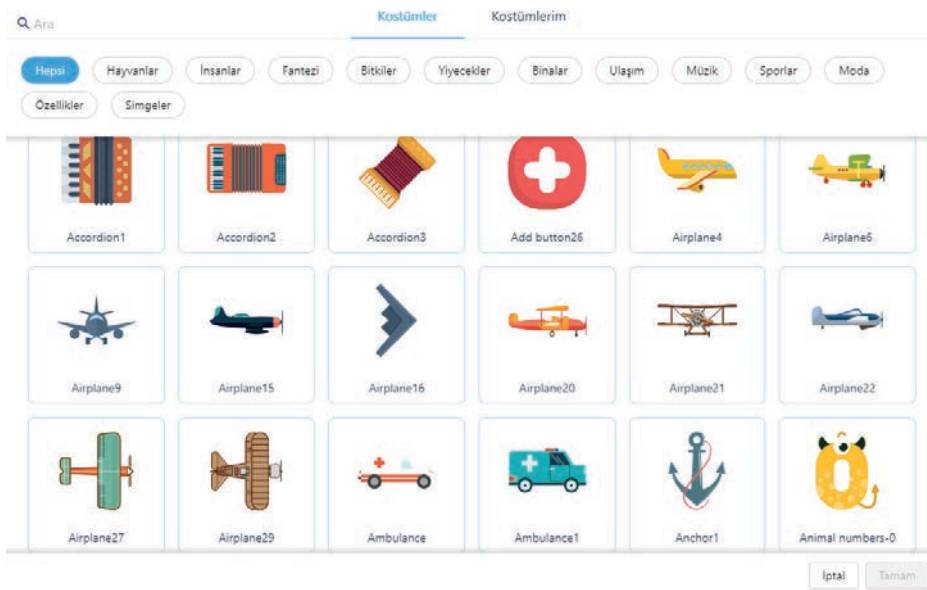 Ara
Kostümler Kostümlerim
Hepsi Hayvanlar İnsanlar Fantezi Bitkiler Yiyecekler Binalar Ulaşım Müzik Sporlar Moda
Özellikler Simgeler
Accordion1 Accordion2 Accordion3 Add button26 Airplane4 Airplane6
Airplane9 Airplane15 Airplane16 Airplane20 Airplane21 Airplane22
Airplane27 Airplane29 Ambulance Ambulance1 Anchor1 Animal numbers-0
İptal Tamam